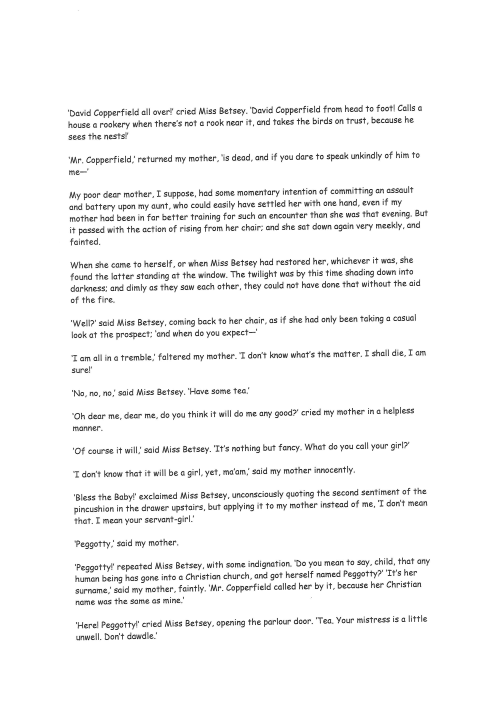 ‘David Copperfield all over!’ cried Miss Betsey. ‘David Copperfield from head to foot! Calls a
house a rookery when there’s not a rook near it, and takes the birds on trust, because he
sees the nests!’
‘Mr. Copperfield,’ returned my mother, ‘is dead, and if you dare to speak unkindly of him to
me—’
My poor dear mother, I suppose, had some momentary intention of committing an assault
and battery upon my aunt, who could easily have settled her with one hand, even if my
mother had been in far better training for such an encounter than she was that evening. But
it passed with the action of rising from her chair; and she sat down again very meekly, and
fainted.
When she came to herself, or when Miss Betsey had restored her, whichever it was, she
found the latter standing at the window. The twilight was by this time shading down into
darkness; and dimly as they saw each other, they could not have done that without the aid
of the fire.
‘Well?’ said Miss Betsey, coming back to her chair, as if she had only been taking a casual
look at the prospect; ‘and when do you expect—’
‘I am all in a tremble,’ faltered my mother. ‘I don’t know what’s the matter. I shall die, I am
sure!’
‘No, no, no,’ said Miss Betsey. ‘Have some tea.’
‘Oh dear me, dear me, do you think it will do me any good?’ cried my mother in a helpless
manner.
‘Of course it will,’ said Miss Betsey. ‘It’s nothing but fancy. What do you call your girl?’
‘I don’t know that it will be a girl, yet, ma’am,’ said my mother innocently.
‘Bless the Baby!’ exclaimed Miss Betsey, unconsciously quoting the second sentiment of the
pincushion in the drawer upstairs, but applying it to my mother instead of me, ‘I don’t mean
that. I mean your servant-girl.’
‘Peggotty,’ said my mother.
‘Peggotty!’ repeated Miss Betsey, with some indignation. ‘Do you mean to say, child, that any
human being has gone into a Christian church, and got herself named Peggotty?’ ‘It’s her
surname,’ said my mother, faintly. ‘Mr. Copperfield called her by it, because her Christian
name was the same as mine.’
‘Here! Peggotty!’ cried Miss Betsey, opening the parlour door. ‘Tea. Your mistress is a little
unwell. Don’t dawdle.’